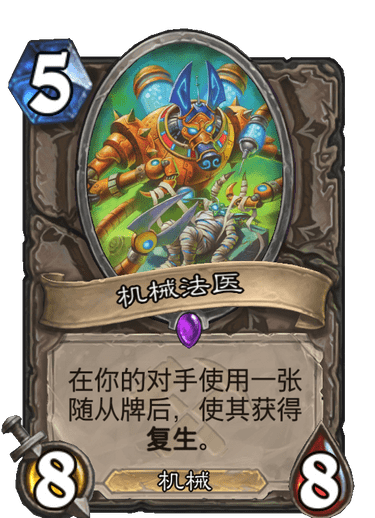 5
机械法医
在你的对手使用一张
随从牌后，使其获得
复生。
机械
8
8